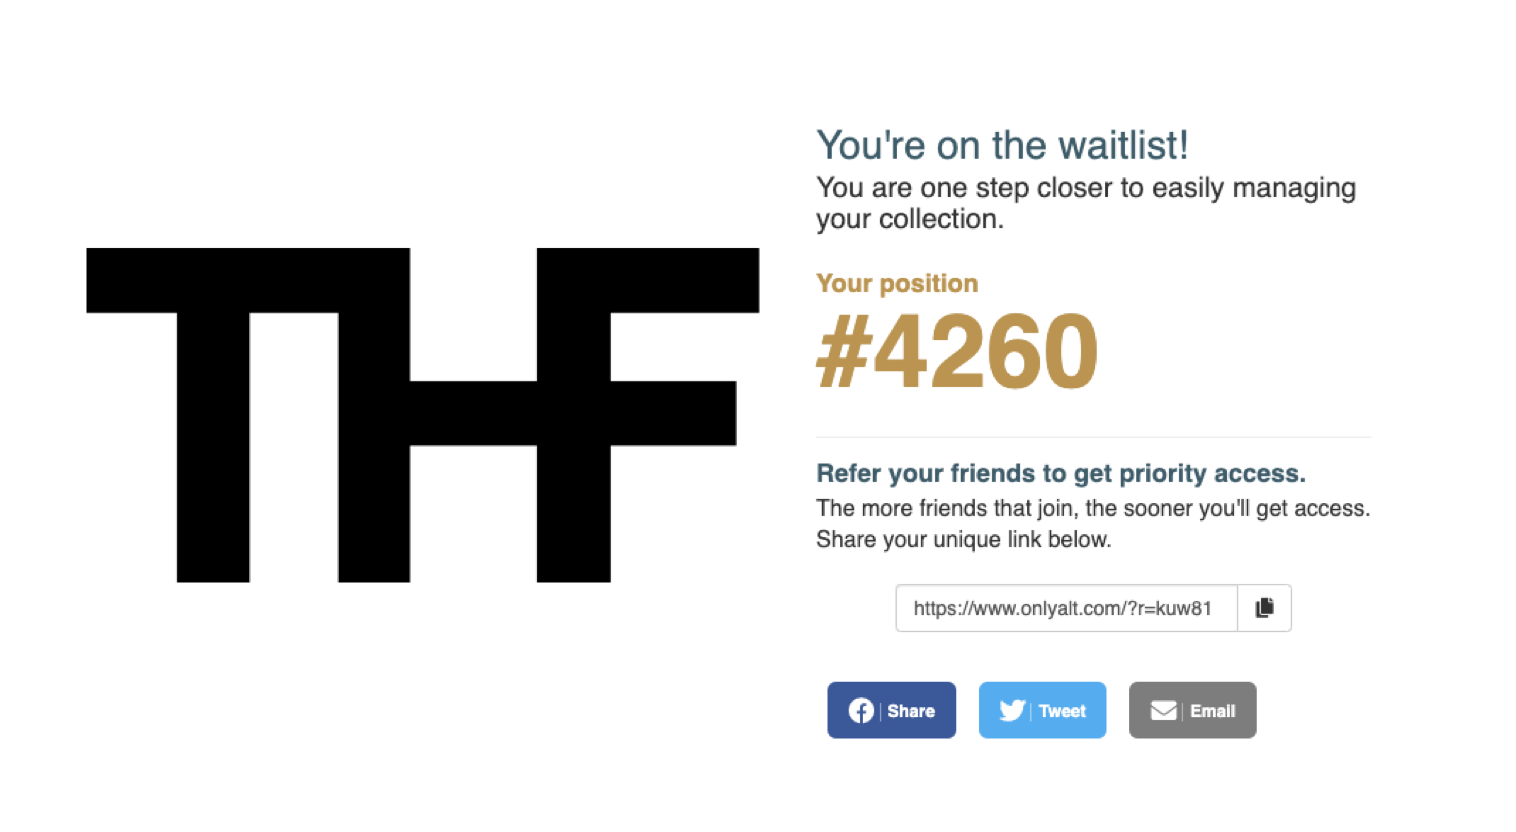 THF
You're on the waitlist!
You are one step closer to easily managing
your collection.
Your position
#4260
Refer your friends to get priority access.
The more friends that join, the sooner you'll get access.
Share your unique link below.
https://www.onlyalt.com/?r=kuw81
Share
Tweet
Email